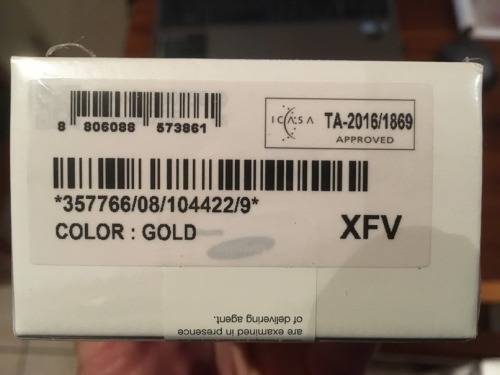 8 806088 573861
ICASA TA-2016/1869
APPROVED
*357766/08/104422/9*
COLOR : GOLD
XFV
are examined in presence
of delivering agent.